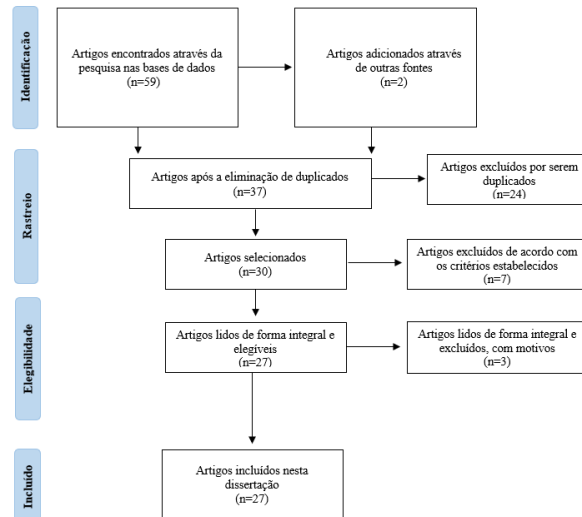 Identificação
Artigos encontrados através da
pesquisa nas bases de dados
(n=59)
Artigos adicionados através
de outras fontes
(n=2)
Rastreio
Artigos após a eliminação de duplicados
(n=37)
Artigos excluídos por serem
duplicados
(n=24)
Artigos selecionados
(n=30)
Artigos excluídos de acordo com
os critérios estabelecidos
(n=7)
Elegibilidade
Artigos lidos de forma integral e
elegíveis
(n=27)
Artigos lidos de forma integral e
excluídos, com motivos
(n=3)
Incluído
Artigos incluídos nesta
dissertação
(n=27)